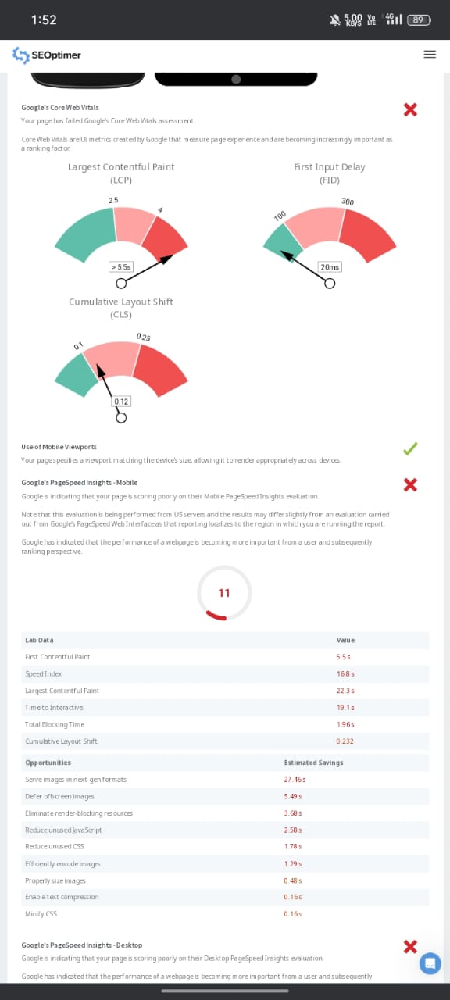 1:52
5.00
KB/S
Vo
LTE
4G
89
SEOptimer
Google's Core Web Vitals
Your page has failed Google's Core Web Vitals assessment.
Core Web Vitals are UI metrics created by Google that measure page experience and are becoming increasingly important as
a ranking factor.
Largest Contentful Paint
(LCP)
2.5
4
> 5.5s
First Input Delay
(FID)
100
300
20ms
Cumulative Layout Shift
(CLS)
0.1
0.25
0.12
Use of Mobile Viewports
Your page specifies a viewport matching the device's size, allowing it to render appropriately across devices.
Google's PageSpeed Insights - Mobile
Google is indicating that your page is scoring poorly on their Mobile PageSpeed Insights evaluation.
Note that this evaluation is being performed from US servers and the results may differ slightly from an evaluation carried
out from Google's PageSpeed Web Interface as that reporting localizes to the region in which you are running the report.
Google has indicated that the performance of a webpage is becoming more important from a user and subsequently
ranking perspective.
11
Lab Data Value
First Contentful Paint 5.5 s
Speed Index 16.8 s
Largest Contentful Paint 22.3 s
Time to Interactive 19.1 s
Total Blocking Time 1.96 s
Cumulative Layout Shift 0.232
Opportunities Estimated Savings
Serve images in next-gen formats 27.46 s
Defer offscreen images 5.49 s
Eliminate render-blocking resources 3.68 s
Reduce unused JavaScript 2.58 s
Reduce unused CSS 1.78 s
Efficiently encode images 1.29 s
Properly size images 0.48 s
Enable text compression 0.16 s
Minify CSS 0.16 s
Google's PageSpeed Insights - Desktop
Google is indicating that your page is scoring poorly on their Desktop PageSpeed Insights evaluation.
Google has indicated that the performance of a webpage is becoming more important from a user and subsequently